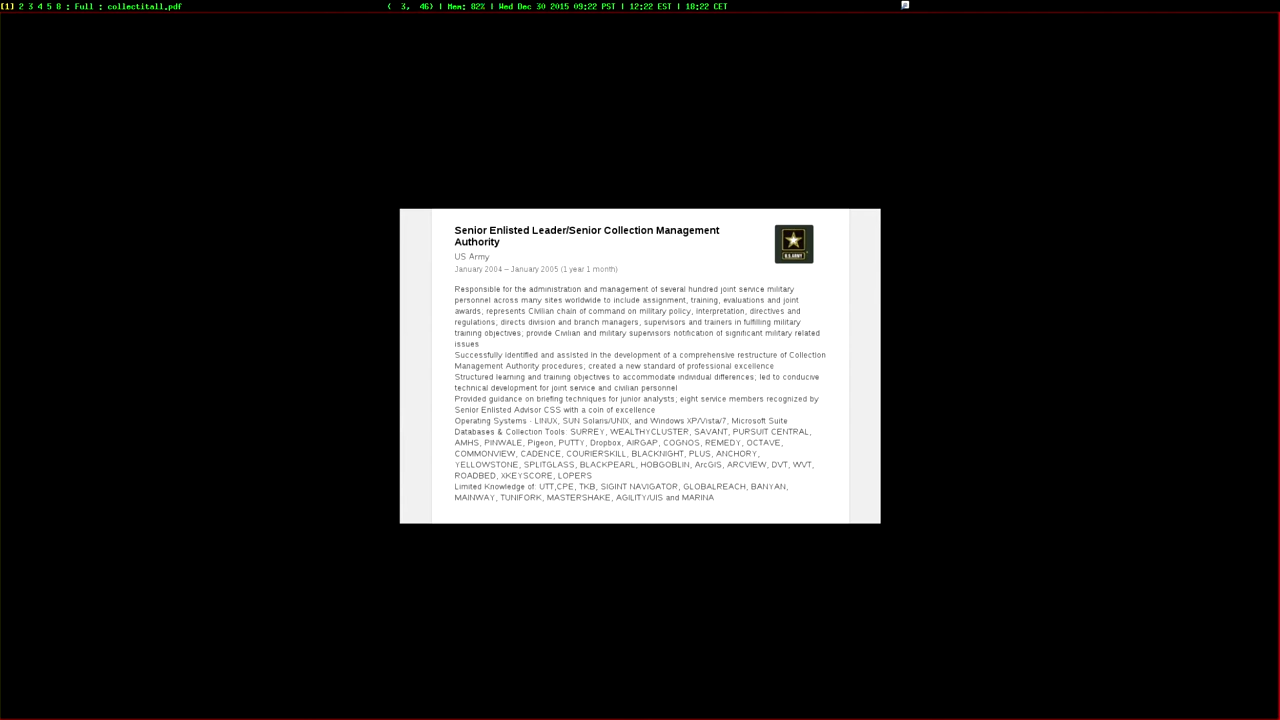 [1] 2 3 4 5 8 : Full : collectitall.pdf ( 3, 46) | Mem: 82% | Wed Dec 30 2015 09:22 PST | 12:22 EST | 18:22 CET
Senior Enlisted Leader/Senior Collection Management
Authority
US Army
January 2004 – January 2005 (1 year 1 month)
U.S.ARMY
Responsible for the administration and management of several hundred joint service military
personnel across many sites worldwide to include assignment, training, evaluations and joint
awards, represents Civilian chain of command on military policy, interpretation, directives and
regulations, directs division and branch managers, supervisors and trainers in fulfilling military
training objectives; provide Civilian and military supervisors notification of significant military related
issues
Successfully identified and assisted in the development of a comprehensive restructure of Collection
Management Authority procedures; created a new standard of professional excellence
Structured learning and training objectives to accommodate individual differences; led to conducive
technical development for joint service and civilian personnel
Provided guidance on briefing techniques for junior analysts; eight service members recognized by
Senior Enlisted Advisor CSS with a coin of excellence
Operating Systems - LINUX, SUN Solaris/UNIX, and Windows XP/Vista/7, Microsoft Suite
Databases & Collection Tools: SURREY, WEALTHYCLUSTER, SAVANT, PURSUIT CENTRAL,
AMHS, PINWALE, Pigeon, PUTTY, Dropbox, AIRGAP, COGNOS, REMEDY, OCTAVE,
COMMONVIEW, CADENCE, COURIERSKILL, BLACKNIGHT, PLUS, ANCHORY,
YELLOWSTONE, SPLITGLASS, BLACKPEARL, HOBGOBLIN, ArcGIS, ARCVIEW, DVT, WVT,
ROADBED, XKEYSCORE, LOPERS
Limited Knowledge of: UTT,CPE, TKB, SIGINT NAVIGATOR, GLOBALREACH, BANYAN,
MAINWAY, TUNIFORK, MASTERSHAKE, AGILITY/UIS and MARINA